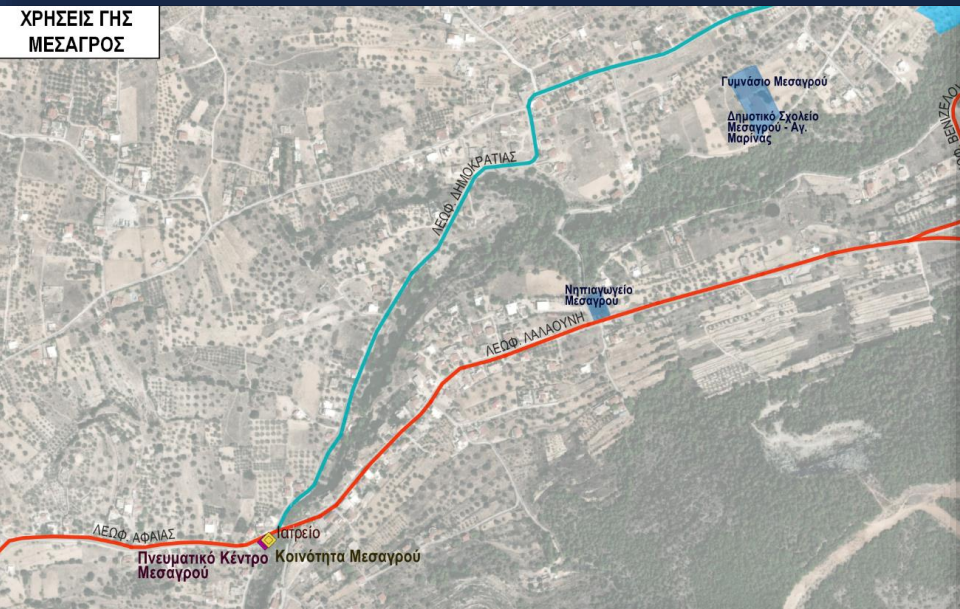 ΧΡΗΣΕΙΣ ΓΗΣ
ΜΕΣΑΓΡΟΣ
Γυμνάσιο Μεσαγρού
Δημοτικό Σχολείο
Μεσαγρού - Αγ.
Μαρίνας
ΒΕΝΙΖΕΛΟΥ
ΛΕΩΦ. ΔΗΜΟΚΡΑΤΙΑΣ
Νηπιαγωγείο
Μεσαγρού
ΛΕΩΦ. ΛΑΛΑΟΥΝΗ
ΛΕΩΦ. ΑΦΑΙΑΣ
Ιατρείο
Πνευματικό Κέντρο
Μεσαγρού
Κοινότητα Μεσαγρού